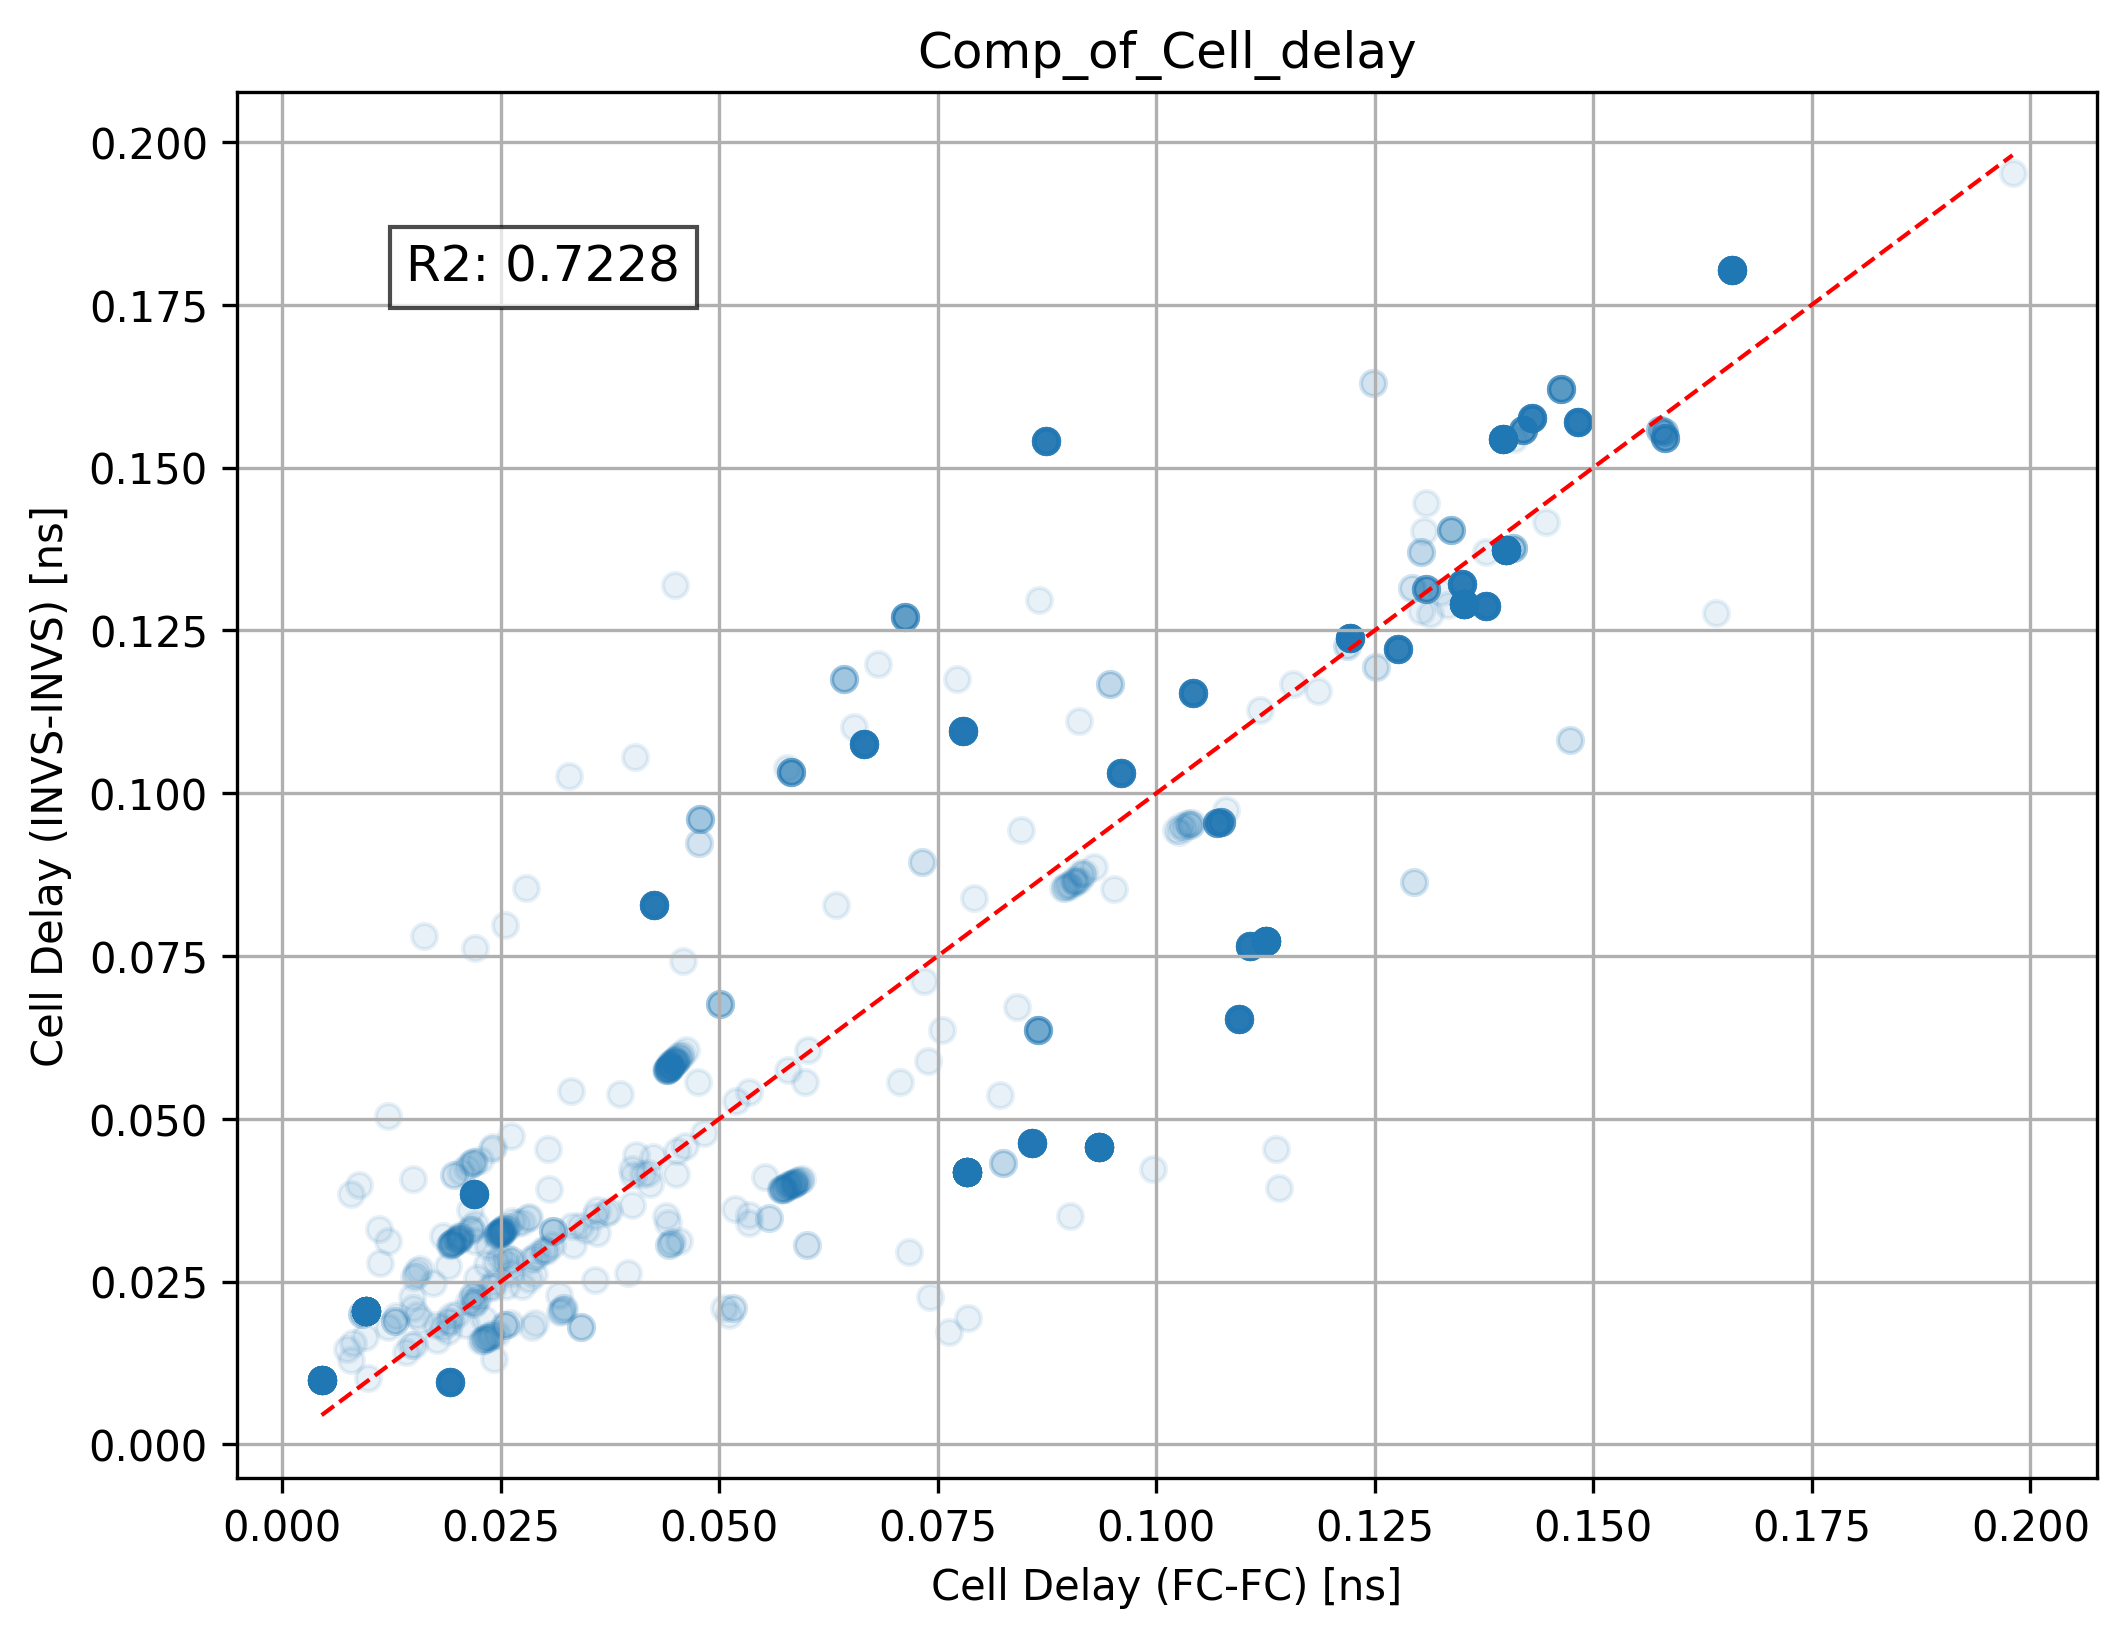 Comp_of_Cell_delay
R2: 0.7228
Cell Delay (INVS-INVS) [ns]
0.200
0.175
0.150
0.125
0.100
0.075
0.050
0.025
0.000
0.000 0.025 0.050 0.075 0.100 0.125 0.150 0.175 0.200
Cell Delay (FC-FC) [ns]